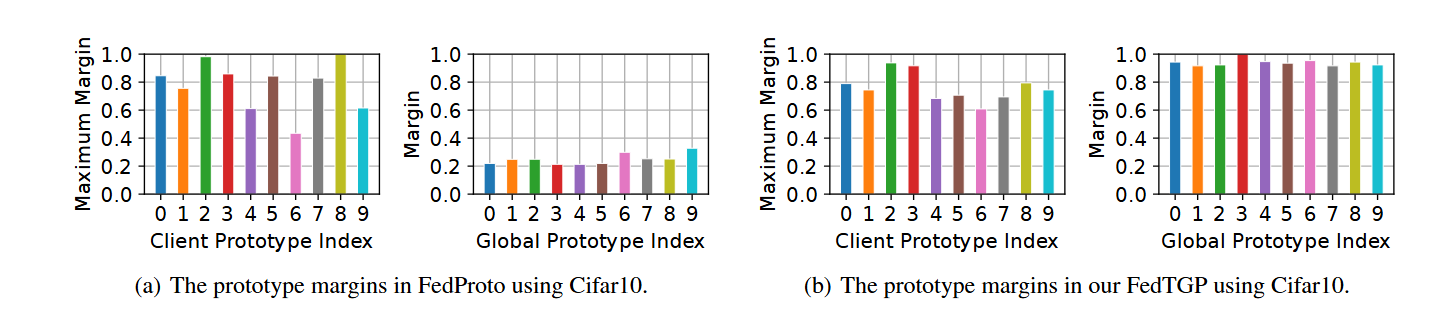 Maximum Margin
1.0
0.8
0.6
0.4
0.2
0.0
0 1 2 3 4 5 6 7 8 9
Client Prototype Index
Margin
1.0
0.8
0.6
0.4
0.2
0.0
0 1 2 3 4 5 6 7 8 9
Global Prototype Index
(a) The prototype margins in FedProto using Cifar10.
Maximum Margin
1.0
0.8
0.6
0.4
0.2
0.0
0 1 2 3 4 5 6 7 8 9
Client Prototype Index
Margin
1.0
0.8
0.6
0.4
0.2
0.0
0 1 2 3 4 5 6 7 8 9
Global Prototype Index
(b) The prototype margins in our FedTGP using Cifar10.